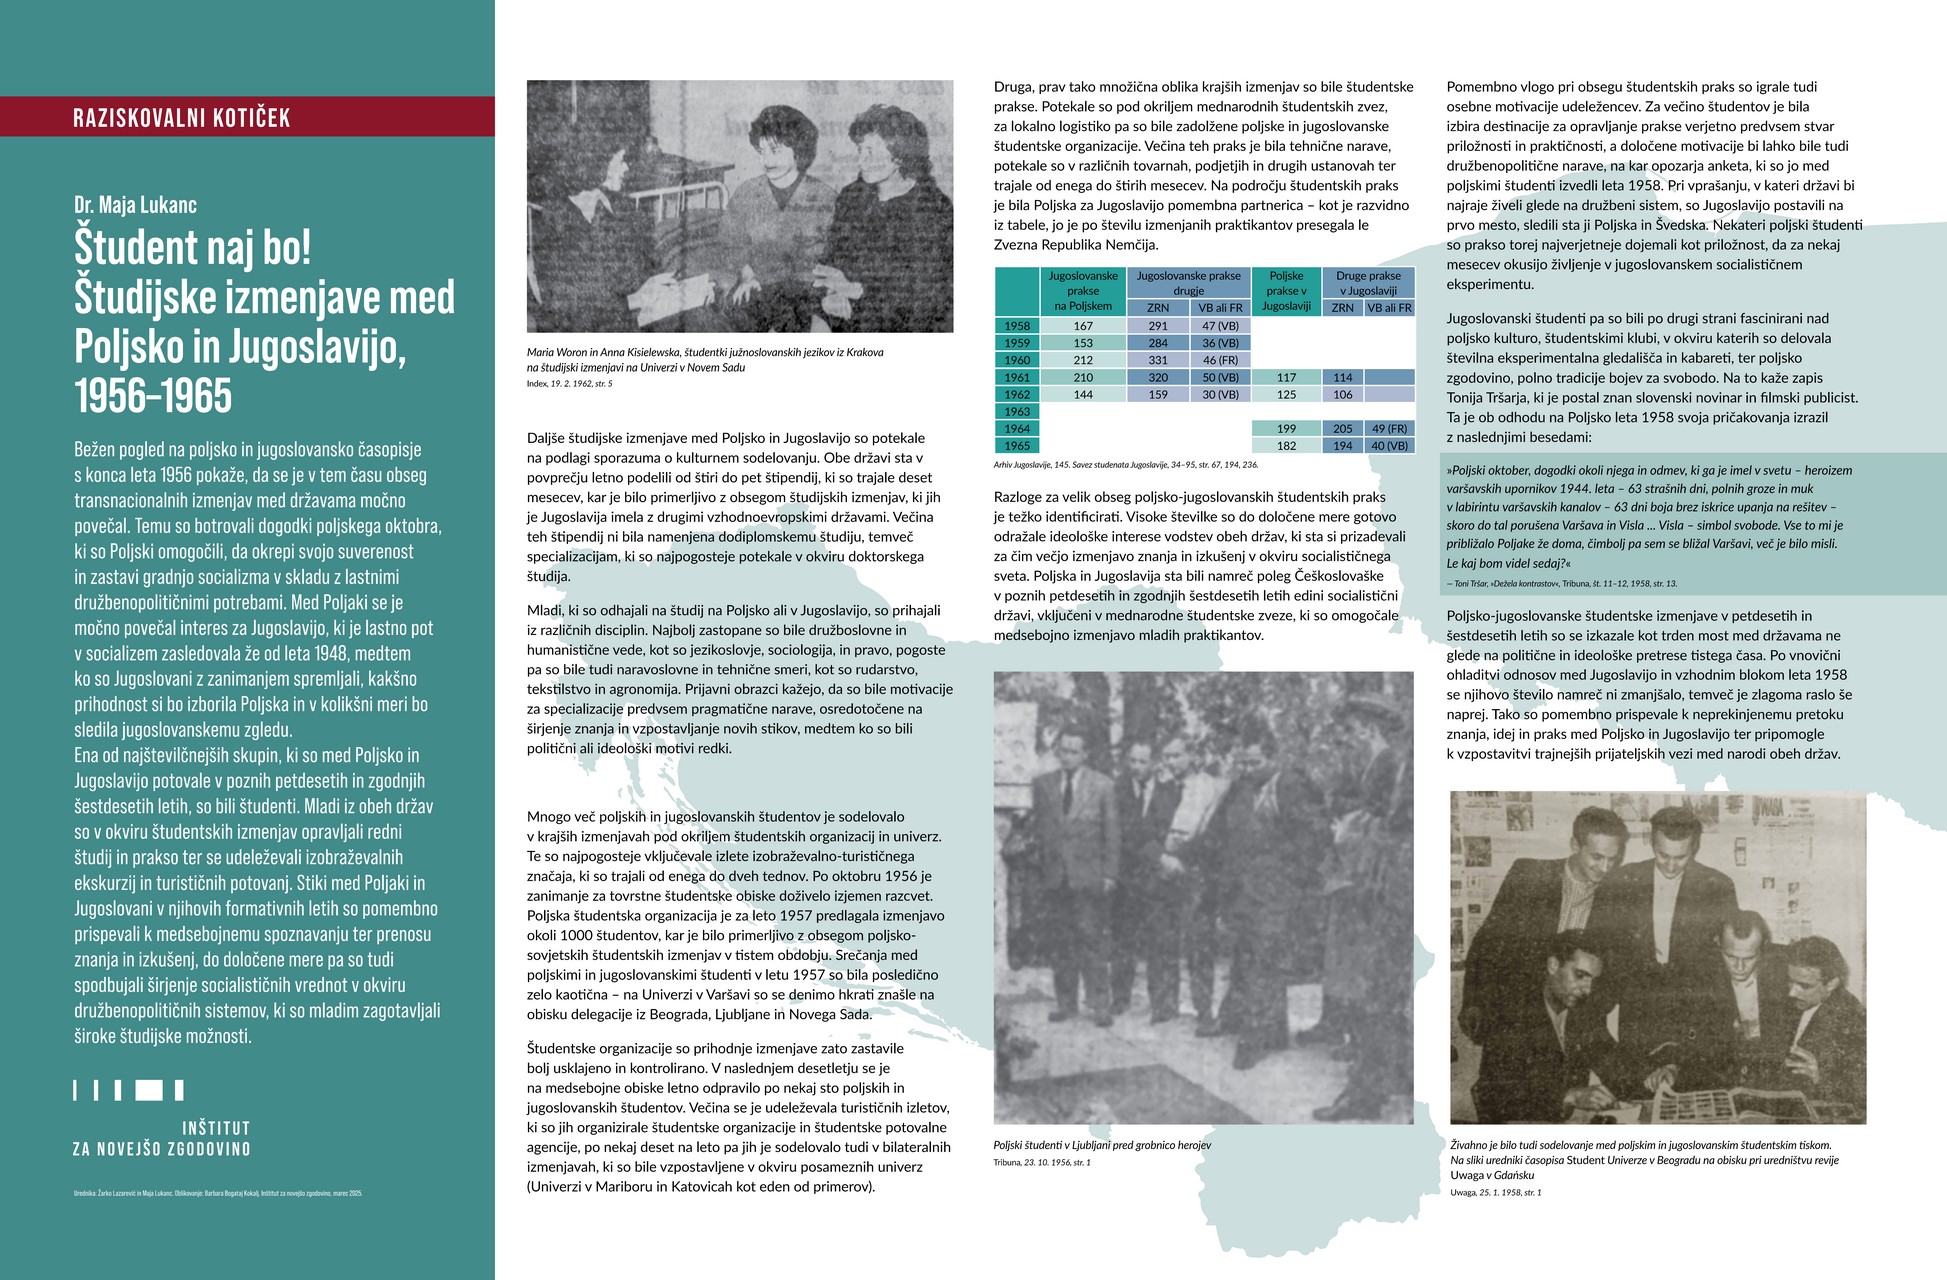 RAZISKOVALNI KOTIČEK
Dr. Maja Lukanc
Študent naj bo!
Študijske izmenjave med
Poljsko in Jugoslavijo,
1956–1965
Bežen pogled na poljsko in jugoslovansko časopisje
s konca leta 1956 pokaže, da se je v tem času obseg
transnacionalnih izmenjav med državama močno
povečal. Temu so botrovali dogodki poljskega oktobra,
ki so Poljski omogočili, da okrepi svojo suverenost
in zastavi gradnjo socializma v skladu z lastnimi
družbenopolitičnimi potrebami. Med Poljaki se je
močno povečal interes za Jugoslavijo, ki je lastno pot
v socializem zasledovala že od leta 1948, medtem
ko so Jugoslovani z zanimanjem spremljali, kakšno
prihodnost si bo izborila Poljska in v kolikšni meri bo
sledila jugoslovanskemu zgledu.
Ena od najštevilčnejših skupin, ki so med Poljsko in
Jugoslavijo potovale v poznih petdesetih in zgodnjih
šestdesetih letih, so bili študenti. Mladi iz obeh držav
so v okviru študentskih izmenjav opravljali redni
študij in prakso ter se udeleževali izobraževalnih
ekskurzij in turističnih potovanj. Stiki med Poljaki in
Jugoslovani v njihovih formativnih letih so pomembno
prispevali k medsebojnemu spoznavanju ter prenosu
znanja in izkušenj, do določene mere pa so tudi
spodbujali širjenje socialističnih vrednot v okviru
družbenopolitičnih sistemov, ki so mladim zagotavljali
široke študijske možnosti.
INŠTITUT
ZA NOVEJŠO ZGODOVINO
Urednika: Žarko Lazarević in Maja Lukanc. Oblikovanje: Barbara Bogataj Kokalj. Inštitut za novejšo zgodovino, marec 2025.
Maria Woron in Anna Kisielewska, študentki južnoslovanskih jezikov iz Krakova
na študijski izmenjavi na Univerzi v Novem Sadu
Index, 19. 2. 1962, str. 5
Daljše študijske izmenjave med Poljsko in Jugoslavijo so potekale
na podlagi sporazuma o kulturnem sodelovanju. Obe državi sta v
povprečju letno podelili od štiri do pet štipendij, ki so trajale deset
mesecev, kar je bilo primerljivo z obsegom študijskih izmenjav, ki jih
je Jugoslavija imela z drugimi vzhodnoevropskimi državami. Večina
teh štipendij ni bila namenjena dodiplomskemu študiju, temveč
specializacijam, ki so najpogosteje potekale v okviru doktorskega
študija.
Mladi, ki so odhajali na študij na Poljsko ali v Jugoslavijo, so prihajali
iz različnih disciplin. Najbolj zastopane so bile družboslovne in
humanistične vede, kot so jezikoslovje, sociologija, in pravo, pogoste
pa so bile tudi naravoslovne in tehnične smeri, kot so rudarstvo,
tekstilstvo in agronomija. Prijavni obrazci kažejo, da so bile motivacije
za specializacije predvsem pragmatične narave, osredotočene na
širjenje znanja in vzpostavljanje novih stikov, medtem ko so bili
politični ali ideološki motivi redki.
Mnogo več poljskih in jugoslovanskih študentov je sodelovalo
v krajših izmenjavah pod okriljem študentskih organizacij in univerz.
Te so najpogosteje vključevale izlete izobraževalno-turističnega
značaja, ki so trajali od enega do dveh tednov. Po oktobru 1956 je
zanimanje za tovrstne študentske obiske doživelo izjemen razcvet.
Poljska študentska organizacija je za leto 1957 predlagala izmenjavo
okoli 1000 študentov, kar je bilo primerljivo z obsegom poljsko-
sovjetskih študentskih izmenjav v tistem obdobju. Srečanja med
poljskimi in jugoslovanskimi študenti v letu 1957 so bila posledično
zelo kaotična – na Univerzi v Varšavi so se denimo hkrati znašle na
obisku delegacije iz Beograda, Ljubljane in Novega Sada.
Študentske organizacije so prihodnje izmenjave zato zastavile
bolj usklajeno in kontrolirano. V naslednjem desetletju se je
na medsebojne obiske letno odpravilo po nekaj sto poljskih in
jugoslovanskih študentov. Večina se je udeleževala turističnih izletov,
ki so jih organizirale študentske organizacije in študentske potovalne
agencije, po nekaj deset na leto pa jih je sodelovalo tudi v bilateralnih
izmenjavah, ki so bile vzpostavljene v okviru posameznih univerz
(Univerzi v Mariboru in Katovicah kot eden od primerov).
Druga, prav tako množična oblika krajših izmenjav so bile študentske
prakse. Potekale so pod okriljem mednarodnih študentskih zvez,
za lokalno logistiko pa so bile zadolžene poljske in jugoslovanske
študentske organizacije. Večina teh praks je bila tehnične narave,
potekale so v različnih tovarnah, podjetjih in drugih ustanovah ter
trajale od enega do štirih mesecev. Na področju študentskih praks
je bila Poljska za Jugoslavijo pomembna partnerica – kot je razvidno
iz tabele, jo je po številu izmenjanih praktikantov presegala le
Zvezna Republika Nemčija.
Jugoslovanske prakse na Poljskem Jugoslovanske prakse drugje Poljske prakse v Jugoslaviji Druge prakse v Jugoslaviji
ZRN VB ali FR ZRN VB ali FR
1958 167 291 47 (VB)
1959 153 284 36 (VB)
1960 212 331 46 (FR)
1961 210 320 50 (VB) 117 114
1962 144 159 30 (VB) 125 106
1963
1964 199 205 49 (FR)
1965 182 194 40 (VB)
Arhiv Jugoslavije, 145. Savez studenata Jugoslavije, 34–95, str. 67, 194, 236.
Razloge za velik obseg poljsko-jugoslovanskih študentskih praks
je težko identificirati. Visoke številke so do določene mere gotovo
odražale ideološke interese vodstev obeh držav, ki sta si prizadevali
za čim večjo izmenjavo znanja in izkušenj v okviru socialističnega
sveta. Poljska in Jugoslavija sta bili namreč poleg Češkoslovaške
v poznih petdesetih in zgodnjih šestdesetih letih edini socialistični
državi, vključeni v mednarodne študentske zveze, ki so omogočale
medsebojno izmenjavo mladih praktikantov.
Poljski študenti v Ljubljani pred grobnico herojev
Tribuna, 23. 10. 1956, str. 1
Pomembno vlogo pri obsegu študentskih praks so igrale tudi
osebne motivacije udeležencev. Za večino študentov je bila
izbira destinacije za opravljanje prakse verjetno predvsem stvar
priložnosti in praktičnosti, a določene motivacije bi lahko bile tudi
družbenopolitične narave, na kar opozarja anketa, ki so jo med
poljskimi študenti izvedli leta 1958. Pri vprašanju, v kateri državi bi
najraje živeli glede na družbeni sistem, so Jugoslavijo postavili na
prvo mesto, sledili sta ji Poljska in Švedska. Nekateri poljski študenti
so prakso torej najverjetneje dojemali kot priložnost, da za nekaj
mesecev okusijo življenje v jugoslovanskem socialističnem
eksperimentu.
Jugoslovanski študenti pa so bili po drugi strani fascinirani nad
poljsko kulturo, študentskimi klubi, v okviru katerih so delovala
številna eksperimentalna gledališča in kabareti, ter poljsko
zgodovino, polno tradicije bojev za svobodo. Na to kaže zapis
Tonija Tršarja, ki je postal znan slovenski novinar in filmski publicist.
Ta je ob odhodu na Poljsko leta 1958 svoja pričakovanja izrazil
z naslednjimi besedami:
»Poljski oktober, dogodki okoli njega in odmev, ki ga je imel v svetu – heroizem
varšavskih upornikov 1944. leta – 63 strašnih dni, polnih groze in muk
v labirintu varšavskih kanalov – 63 dni boja brez iskrice upanja na rešitev –
skoro do tal porušena Varšava in Visla ... Visla – simbol svobode. Vse to mi je
približalo Poljake že doma, čimbolj pa sem se bližal Varšavi, več je bilo misli.
Le kaj bom videl sedaj?«
— Toni Tršar, »Dežela kontrastov«, Tribuna, št. 11–12, 1958, str. 13.
Poljsko-jugoslovanske študentske izmenjave v petdesetih in
šestdesetih letih so se izkazale kot trden most med državama ne
glede na politične in ideološke pretrese tistega časa. Po vnovični
ohladitvi odnosov med Jugoslavijo in vzhodnim blokom leta 1958
se njihovo število namreč ni zmanjšalo, temveč je zlagoma raslo še
naprej. Tako so pomembno prispevale k neprekinjenemu pretoku
znanja, idej in praks med Poljsko in Jugoslavijo ter pripomogle
k vzpostavitvi trajnejših prijateljskih vezi med narodi obeh držav.
Živahno je bilo tudi sodelovanje med poljskim in jugoslovanskim študentskim tiskom.
Na sliki uredniki časopisa Student Univerze v Beogradu na obisku pri uredništvu revije
Uwaga v Gdańsku
Uwaga, 25. 1. 1958, str. 1